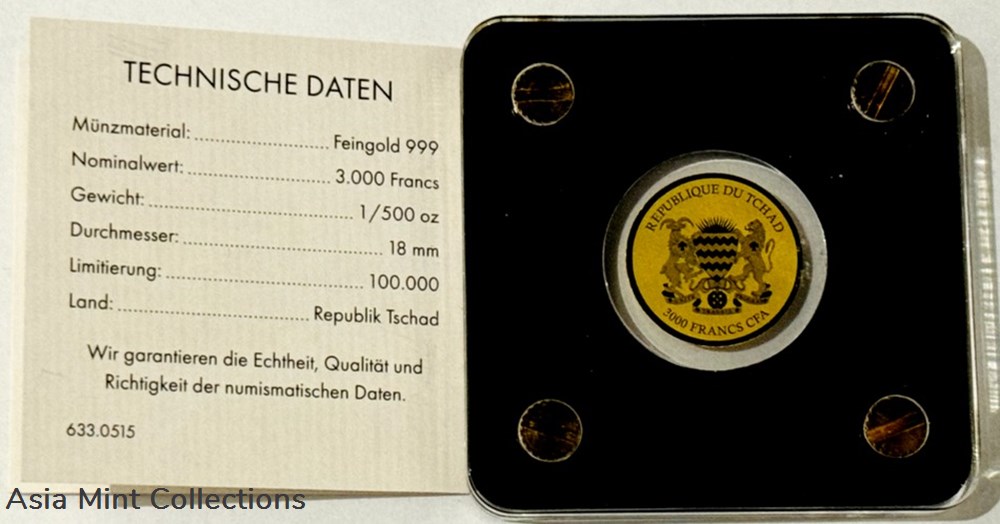 TECHNISCHE DATEN
Münzmaterial: ........................ Feingold 999
Nominalwert: ........................ 3.000 Francs
Gewicht: ........................ 1/500 oz
Durchmesser: ........................ 18 mm
Limitierung: ........................ 100.000
Land: ........................ Republik Tschad
Wir garantieren die Echtheit, Qualität und
Richtigkeit der numismatischen Daten.
633.0515
REPUBLIQUE DU TCHAD
3000 FRANCS CFA
Asia Mint Collections